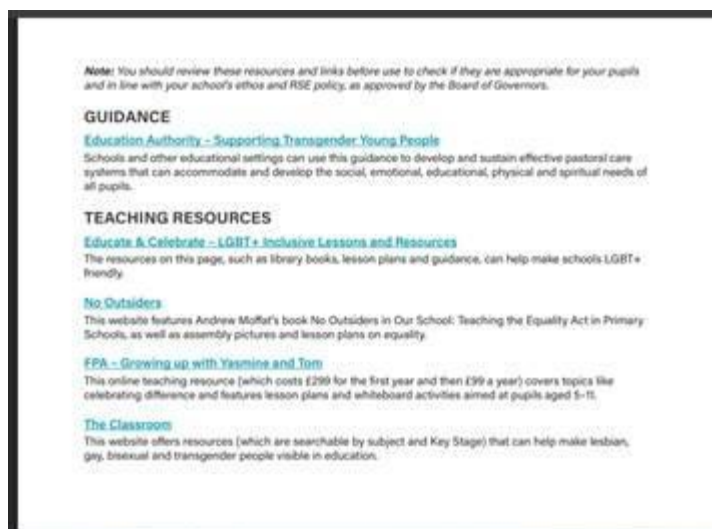 Note: You should review these resources and links before use to check if they are appropriate for your pupils
and in line with your school's ethos and RSE policy, as approved by the Board of Governors.
GUIDANCE
Education Authority – Supporting Transgender Young People
Schools and other educational settings can use this guidance to develop and sustain effective pastoral care
systems that can accommodate and develop the social, emotional, educational, physical and spiritual needs of
all pupils.
TEACHING RESOURCES
Educate & Celebrate – LGBT+ Inclusive Lessons and Resources
The resources on this page, such as library books, lesson plans and guidance, can help make schools LGBT+
friendly.
No Outsiders
This website features Andrew Moffat's book No Outsiders in Our School: Teaching the Equality Act in Primary
Schools, as well as assembly pictures and lesson plans on equality.
FPA – Growing up with Yasmine and Tom
This online teaching resource (which costs £299 for the first year and then £99 a year) covers topics like
celebrating difference and features lesson plans and whiteboard activities aimed at pupils aged 5–11.
The Classroom
This website offers resources (which are searchable by subject and Key Stage) that can help make lesbian,
gay, bisexual and transgender people visible in education.